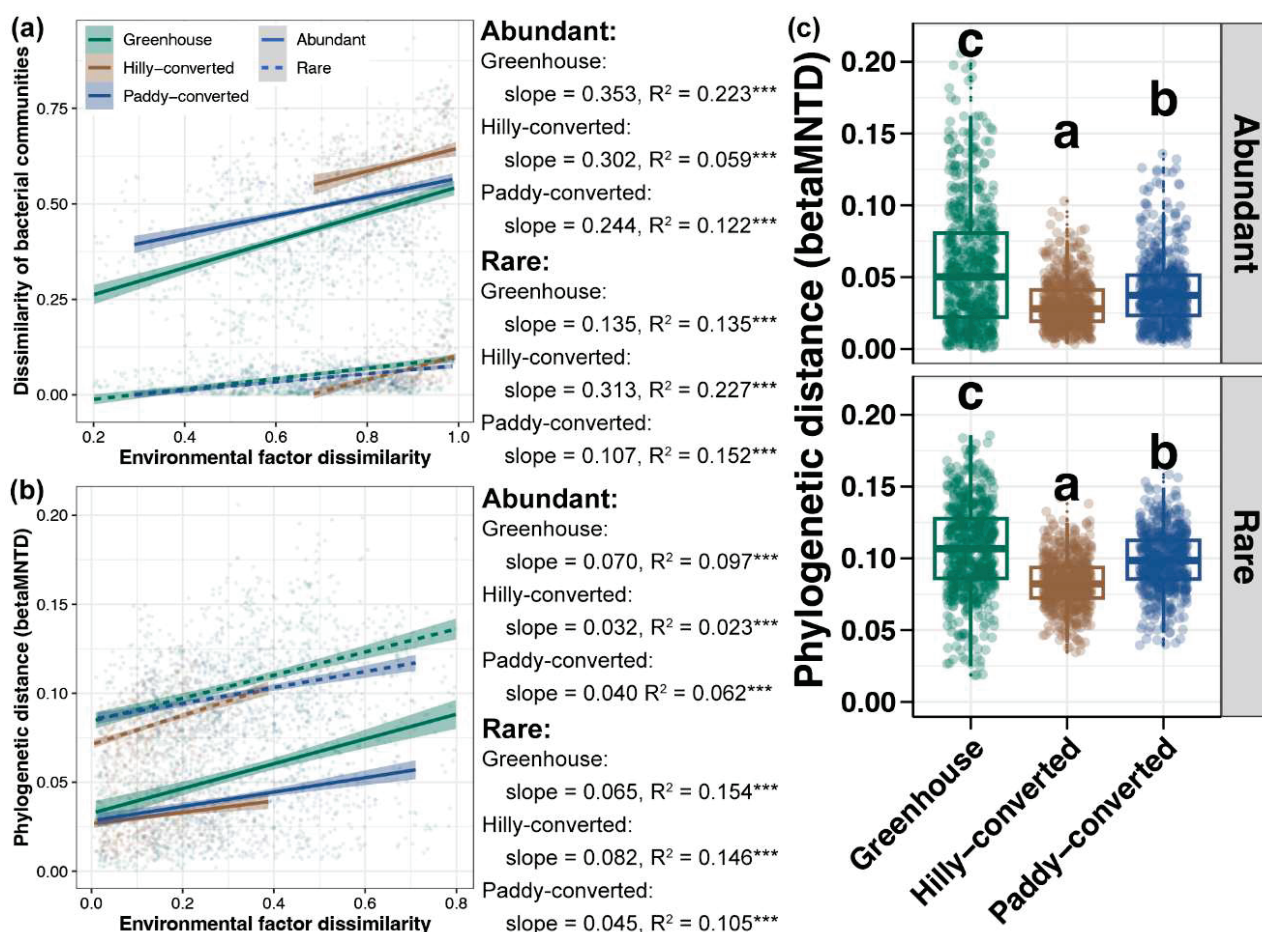 (a)
Greenhouse
Hilly-converted
Paddy-converted
Abundant
Rare
Dissimilarity of bacterial communities
0.75
0.50
0.25
0.00
0.2 0.4 0.6 0.8 1.0
Environmental factor dissimilarity
Abundant:
Greenhouse:
slope = 0.353, R² = 0.223***
Hilly-converted:
slope = 0.302, R² = 0.059***
Paddy-converted:
slope = 0.244, R² = 0.122***
Rare:
Greenhouse:
slope = 0.135, R² = 0.135***
Hilly-converted:
slope = 0.313, R² = 0.227***
Paddy-converted:
slope = 0.107, R² = 0.152***
(b)
Phylogenetic distance (betaMNTD)
0.20
0.15
0.10
0.05
0.00
0.0 0.2 0.4 0.6 0.8
Environmental factor dissimilarity
Abundant:
Greenhouse:
slope = 0.070, R² = 0.097***
Hilly-converted:
slope = 0.032, R² = 0.023***
Paddy-converted:
slope = 0.040 R² = 0.062***
Rare:
Greenhouse:
slope = 0.065, R² = 0.154***
Hilly-converted:
slope = 0.082, R² = 0.146***
Paddy-converted:
slope = 0.045, R² = 0.105***
(c)
Phylogenetic distance (betaMNTD)
0.20
0.15
0.10
0.05
0.00
c
a
b
Abundant
0.20
0.15
0.10
0.05
0.00
c
a
b
Rare
Greenhouse
Hilly-converted
Paddy-converted